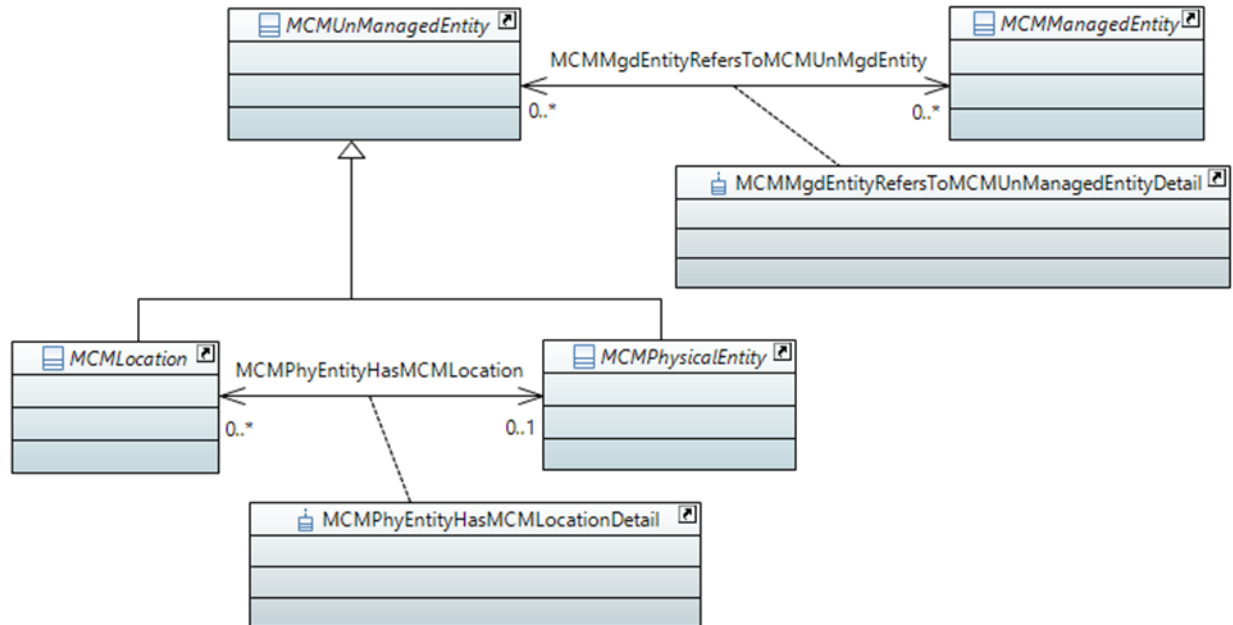 MCMUnManagedEntity
MCMManagedEntity
MCMMgdEntityRefersToMCMUnMgdEntity
0..*
0..*
MCMMgdEntityRefersToMCMUnManagedEntityDetail
MCMLocation
MCMPhyEntityHasMCMLocation
MCMPhysicalEntity
0..*
0..1
MCMPhyEntityHasMCMLocationDetail